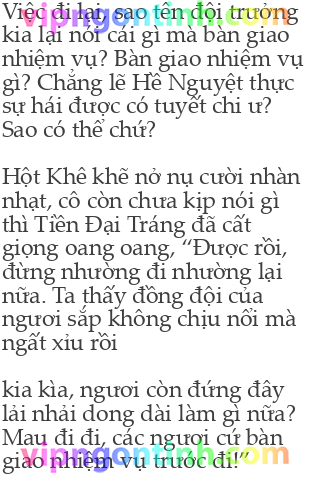 Việc đi lại, sao tên đội trưởng
kia lại nói cái gì mà bàn giao
nhiệm vụ? Bàn giao nhiệm vụ
gì? Chẳng lẽ Hề Nguyệt thực
sự hái được có tuyết chi ư?
Sao có thể chứ?

Hột Khê khẽ nở nụ cười nhàn
nhạt, cô còn chưa kịp nói gì
thì Tiền Đại Tráng đã cất
giọng oang oang, “Được rồi,
đừng nhường đi nhường lại
nữa. Ta thấy đồng đội của
ngươi sắp không chịu nổi mà
ngất xỉu rồi

kia kìa, ngươi còn đứng đây
lải nhải dong dài làm gì nữa?
Mau đi đi, các ngươi cứ bàn
giao nhiệm vụ trước đi!”
vipngontinh.com
vipngontinh.com